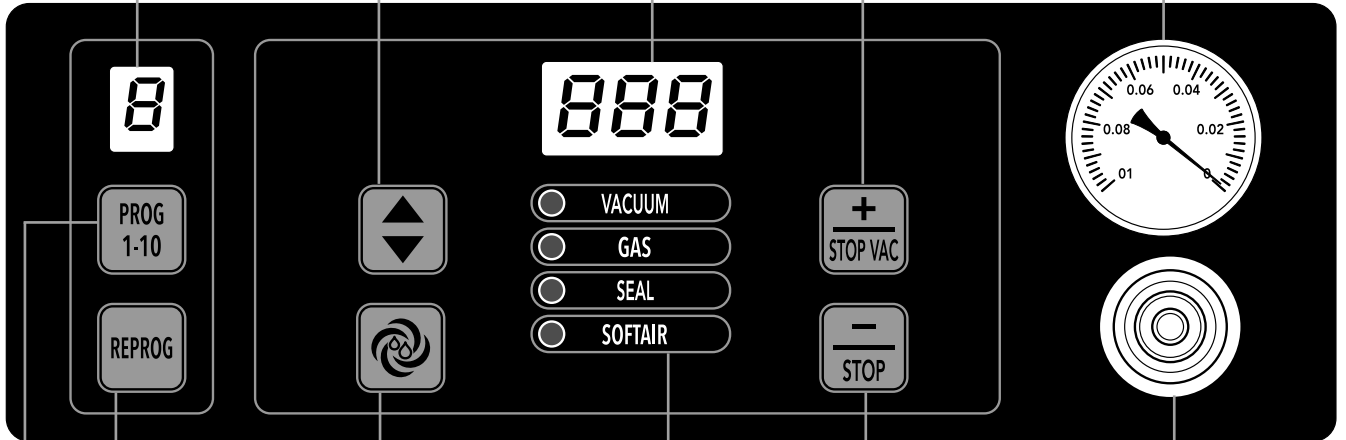 8
888
PROG
1-10
REPROG
VACUUM
GAS
SEAL
SOFTAIR
+
STOP VAC
−
STOP
0.06 0.04
0.08 0.02
01 0